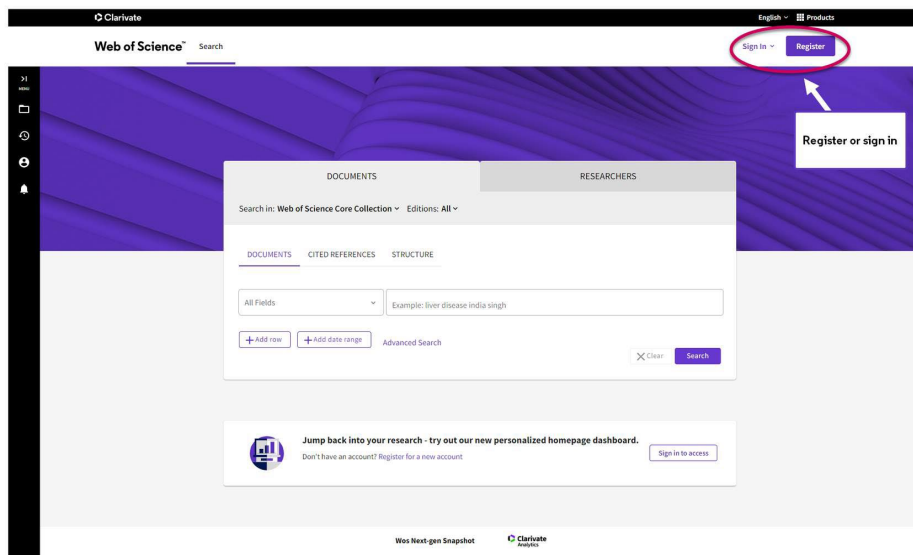 Clarivate
English
Products
Web of Science™
Search
Sign In
Register
MENU
Register or sign in
DOCUMENTS
RESEARCHERS
Search in: Web of Science Core Collection
Editions: All
DOCUMENTS
CITED REFERENCES
STRUCTURE
All Fields
Example: liver disease india singh
+ Add row
+ Add date range
Advanced Search
Clear
Search
Jump back into your research - try out our new personalized homepage dashboard.
Don't have an account? Register for a new account
Sign in to access
Wos Next-gen Snapshot
Clarivate
Analytics